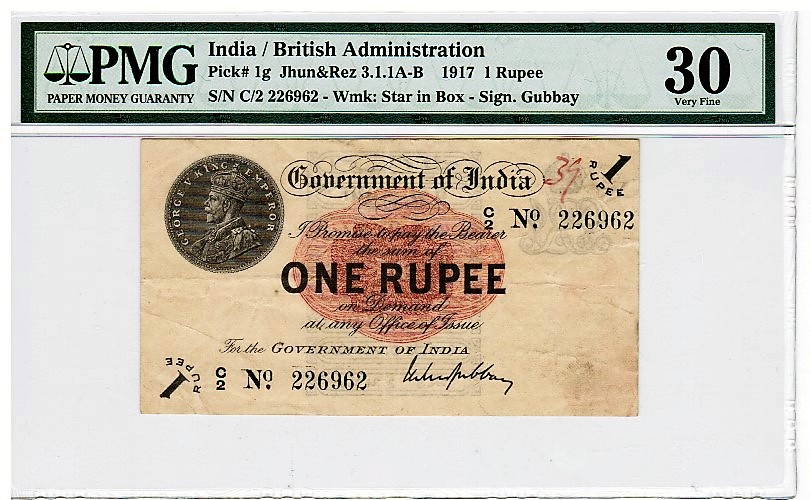 PMG
PAPER MONEY GUARANTY
India / British Administration
Pick# 1g Jhun&Rez 3.1.1A-B 1917 1 Rupee
S/N C/2 226962 - Wmk: Star in Box - Sign. Gubbay
30
Very Fine
GEORGE V KING EMPEROR
Government of India
39
1
RUPEE
C/2 No. 226962
I Promise to pay the Bearer
the sum of
ONE RUPEE
on Demand
at any Office of Issue
For the GOVERNMENT OF INDIA
RUPEE
1
RUPEE
C/2 No. 226962